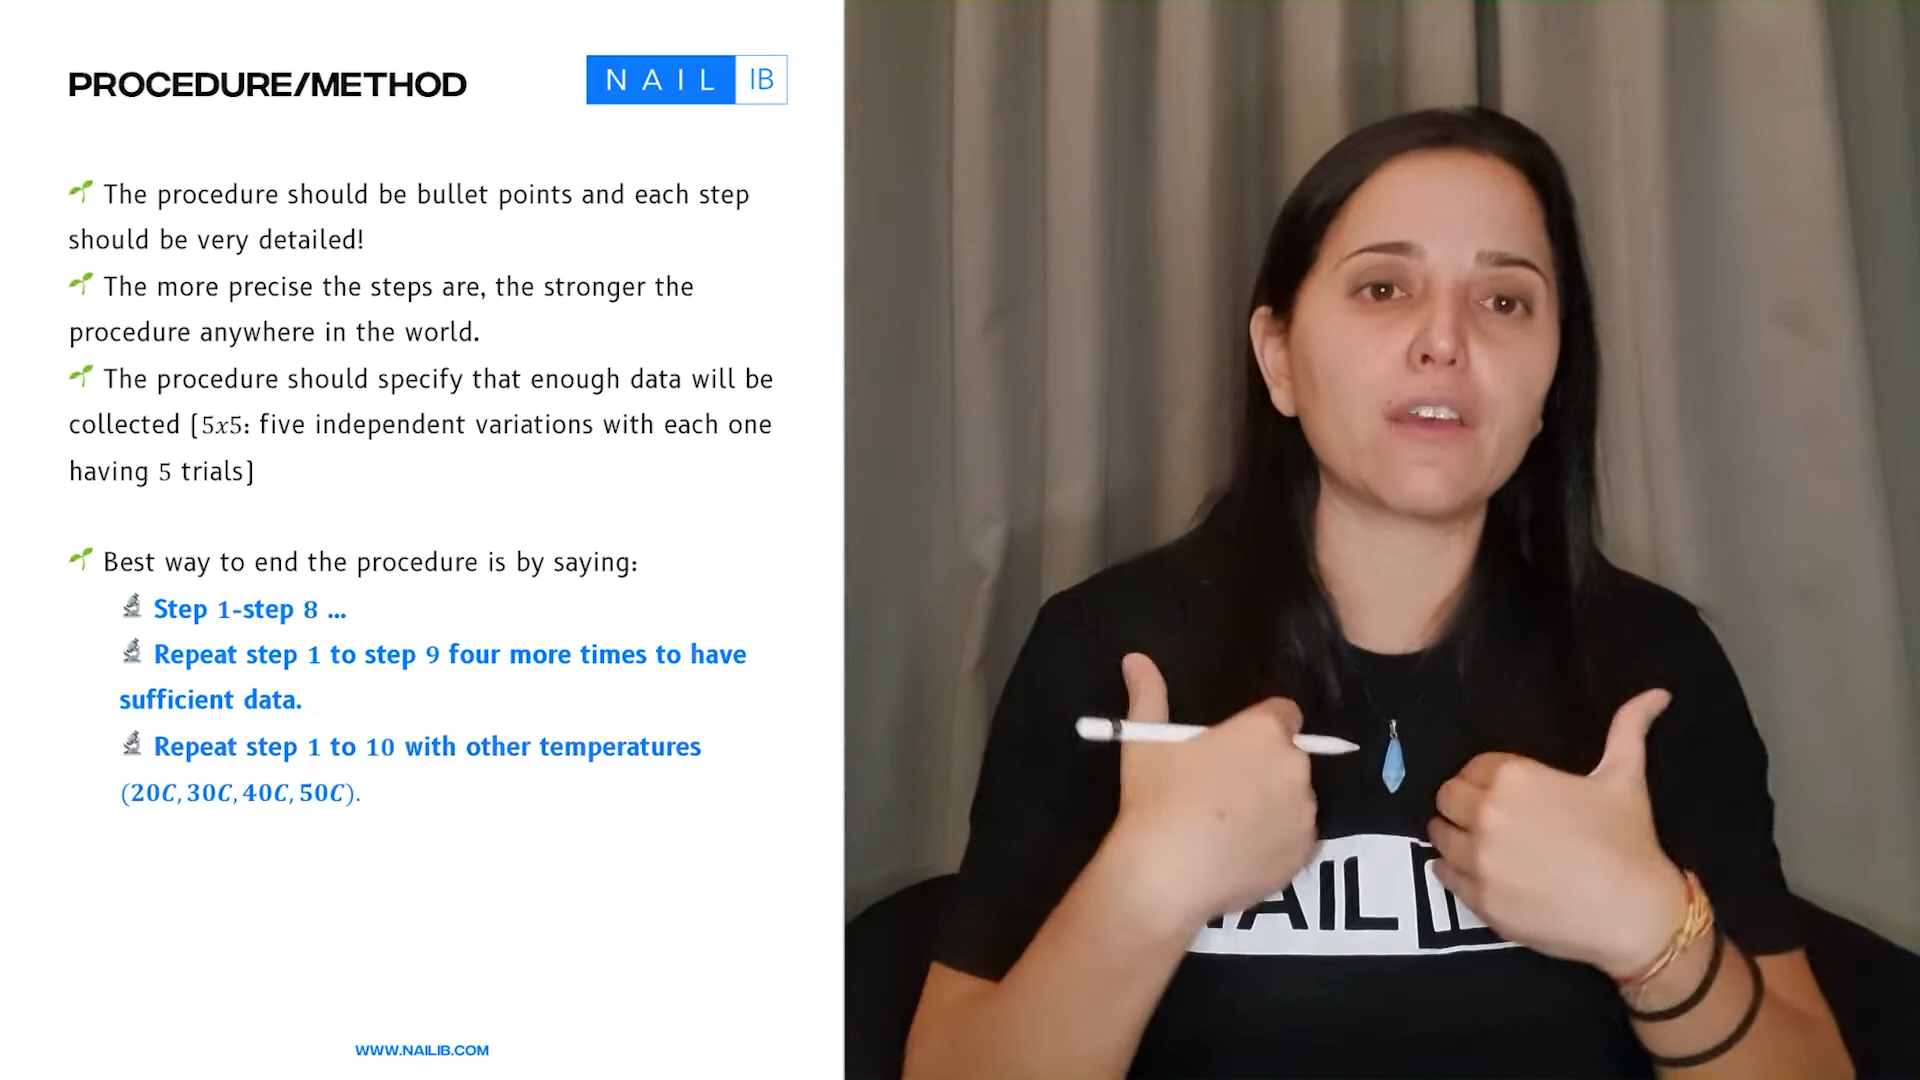 PROCEDURE/METHOD
NAIL IB
The procedure should be bullet points and each step
should be very detailed!
The more precise the steps are, the stronger the
procedure anywhere in the world.
The procedure should specify that enough data will be
collected (5x5: five independent variations with each one
having 5 trials)
Best way to end the procedure is by saying:
Step 1-step 8 ...
Repeat step 1 to step 9 four more times to have
sufficient data.
Repeat step 1 to 10 with other temperatures
(20C, 30C, 40C, 50C).
WWW.NAILIB.COM
AIL